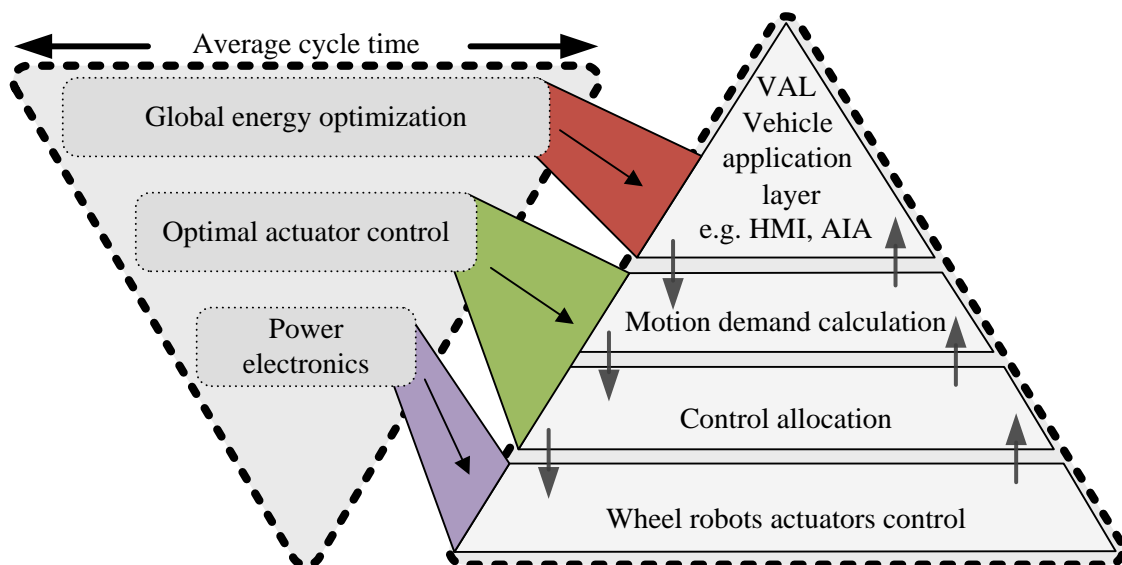 Average cycle time
Global energy optimization
Optimal actuator control
Power
electronics
VAL
Vehicle
application
layer
e.g. HMI, AIA
Motion demand calculation
Control allocation
Wheel robots actuators control